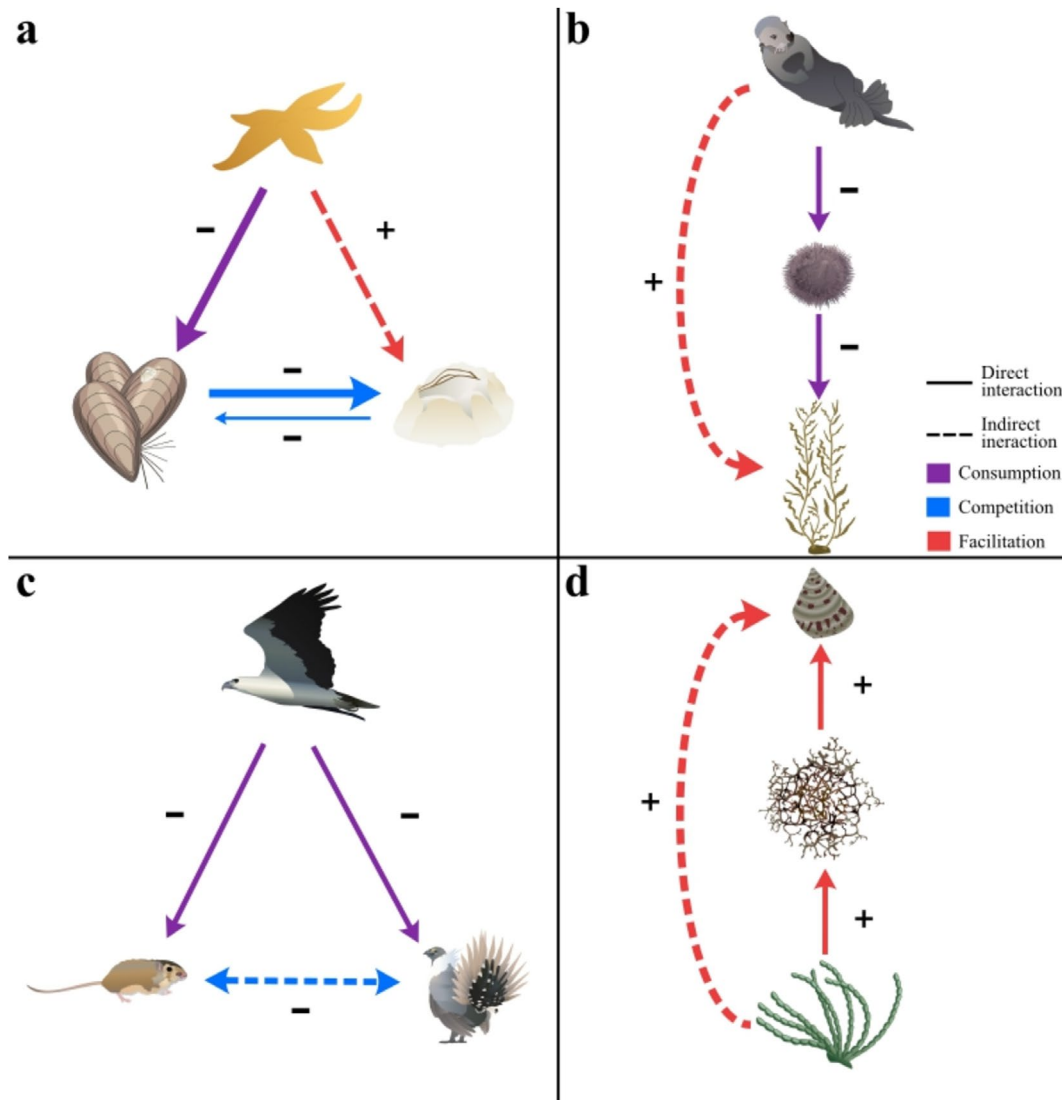 a
b
–
+
–
–
+
–
–
Direct
interaction
Indirect
ineraction
Consumption
Competition
Facilitation
c
d
+
–
–
+
+
–